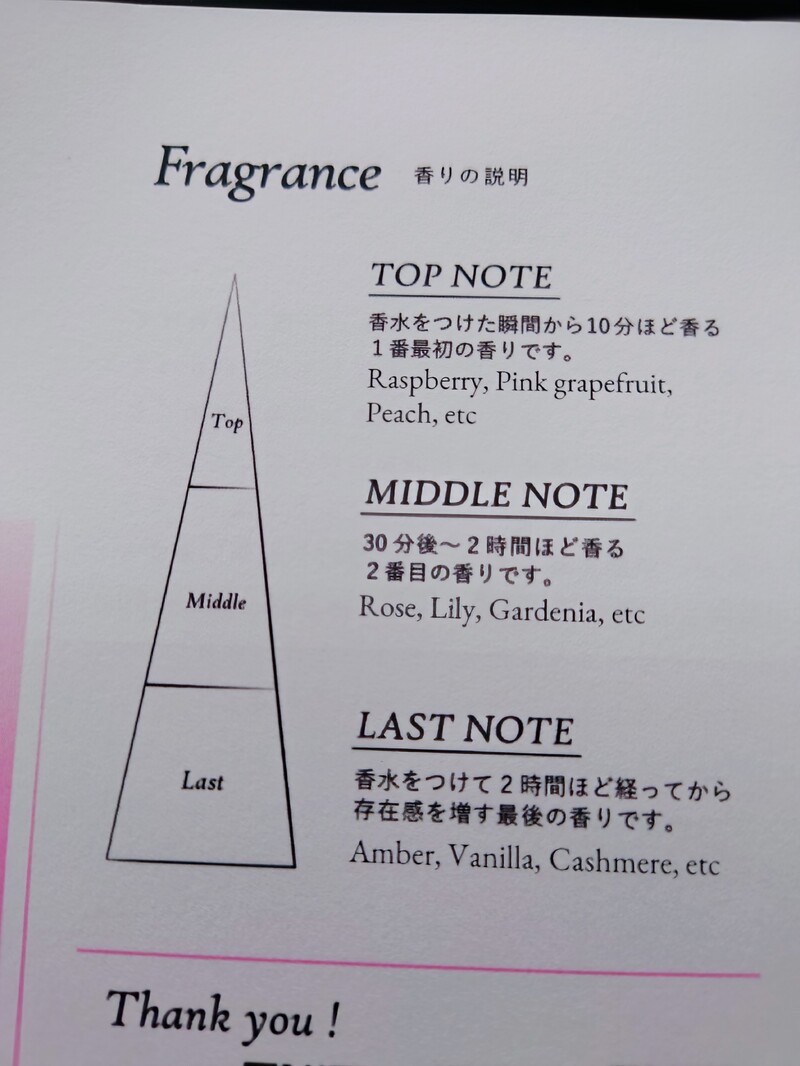 Fragrance 香りの説明
TOP NOTE
香水をつけた瞬間から10分ほど香る
1番最初の香りです。
Raspberry, Pink grapefruit,
Peach, etc
Top
MIDDLE NOTE
30分後〜2時間ほど香る
2番目の香りです。
Rose, Lily, Gardenia, etc
Middle
LAST NOTE
香水をつけて2時間ほど経ってから
存在感を増す最後の香りです。
Amber, Vanilla, Cashmere, etc
Last
Thank you !